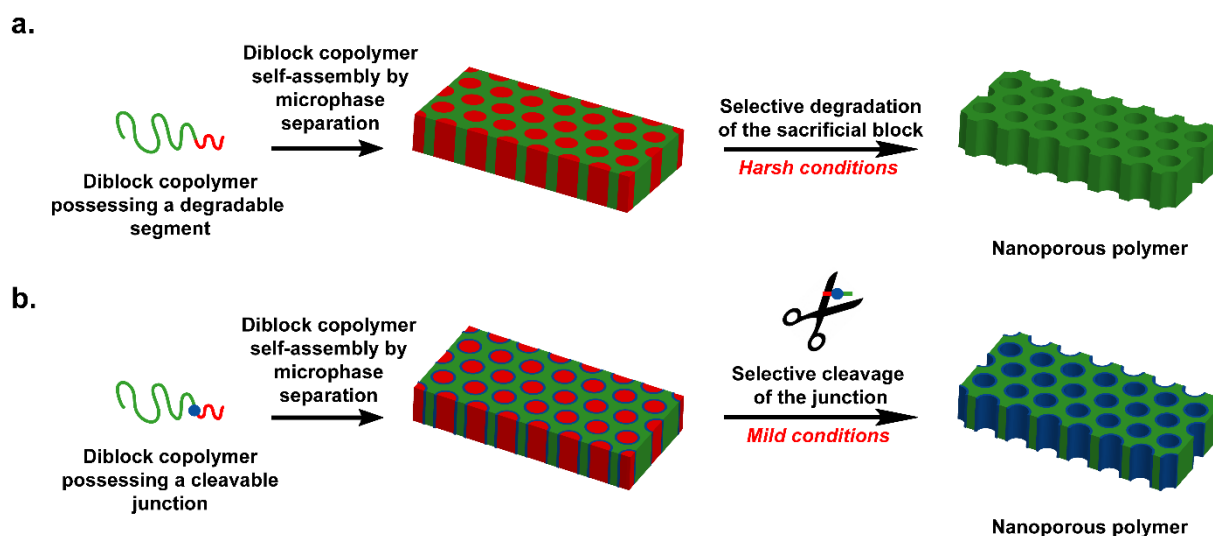 a.
Diblock copolymer
self-assembly by
microphase
separation
Diblock copolymer
possessing a degradable
segment
Selective degradation
of the sacrificial block
Harsh conditions
Nanoporous polymer
b.
Diblock copolymer
self-assembly by
microphase
separation
Diblock copolymer
possessing a cleavable
junction
Selective cleavage
of the junction
Mild conditions
Nanoporous polymer